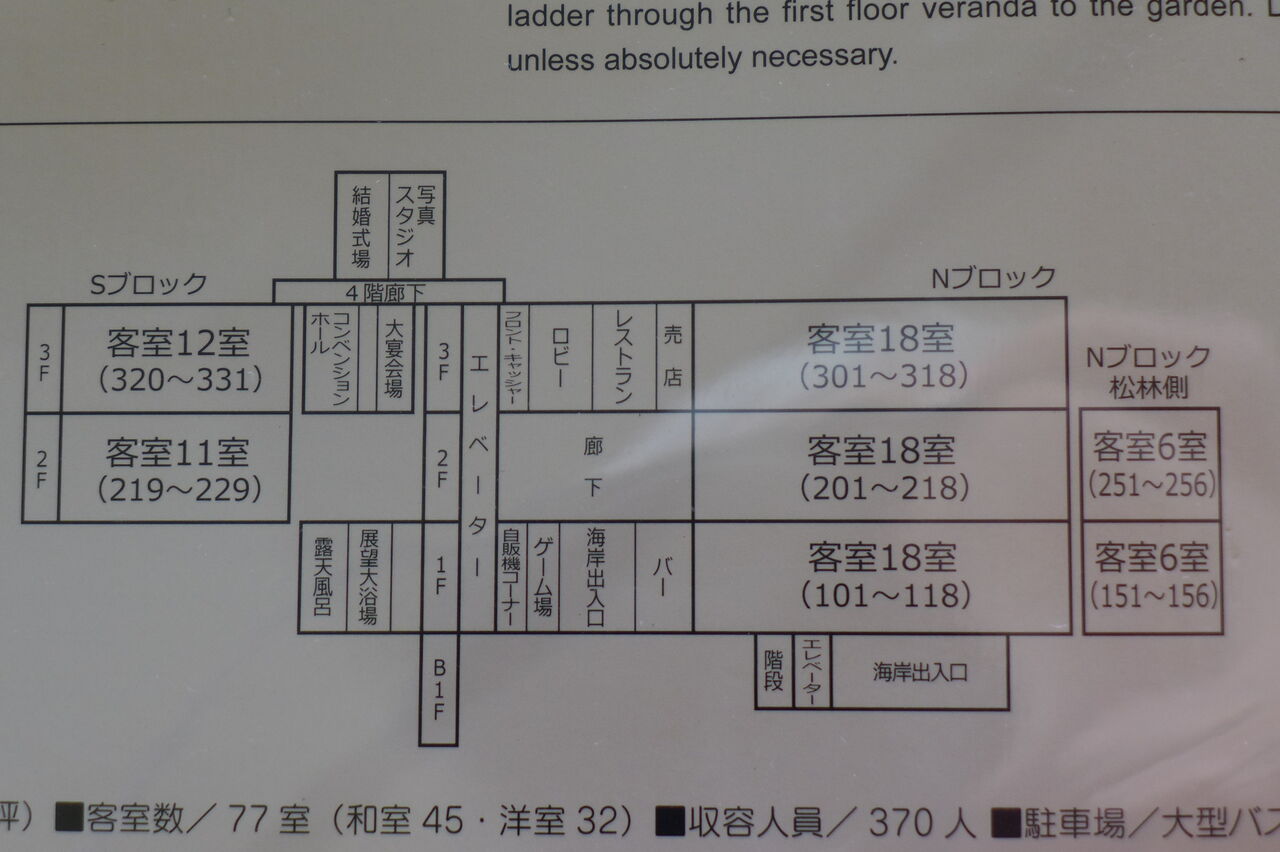 ladder through the first floor veranda to the garden.
unless absolutely necessary.
結婚式場
写真
スタジオ
Sブロック
4階廊下
Nブロック
3F
客室12室
(320〜331)
コンベンション
ホール
大宴会場
3F
エレベーター
フロント・キャッシャー
ロビー
レストラン
売店
客室18室
(301〜318)
Nブロック
松林側
2F
客室11室
(219〜229)
2F
廊下
客室18室
(201〜218)
客室6室
(251〜256)
露天風呂
展望大浴場
1F
自販機コーナー
ゲーム場
海岸出入口
バー
客室18室
(101〜118)
客室6室
(151〜156)
B1F
階段
エレベーター
海岸出入口
坪）■客室数／77室（和室45・洋室32）■収容人員／370人■駐車場／大型バス